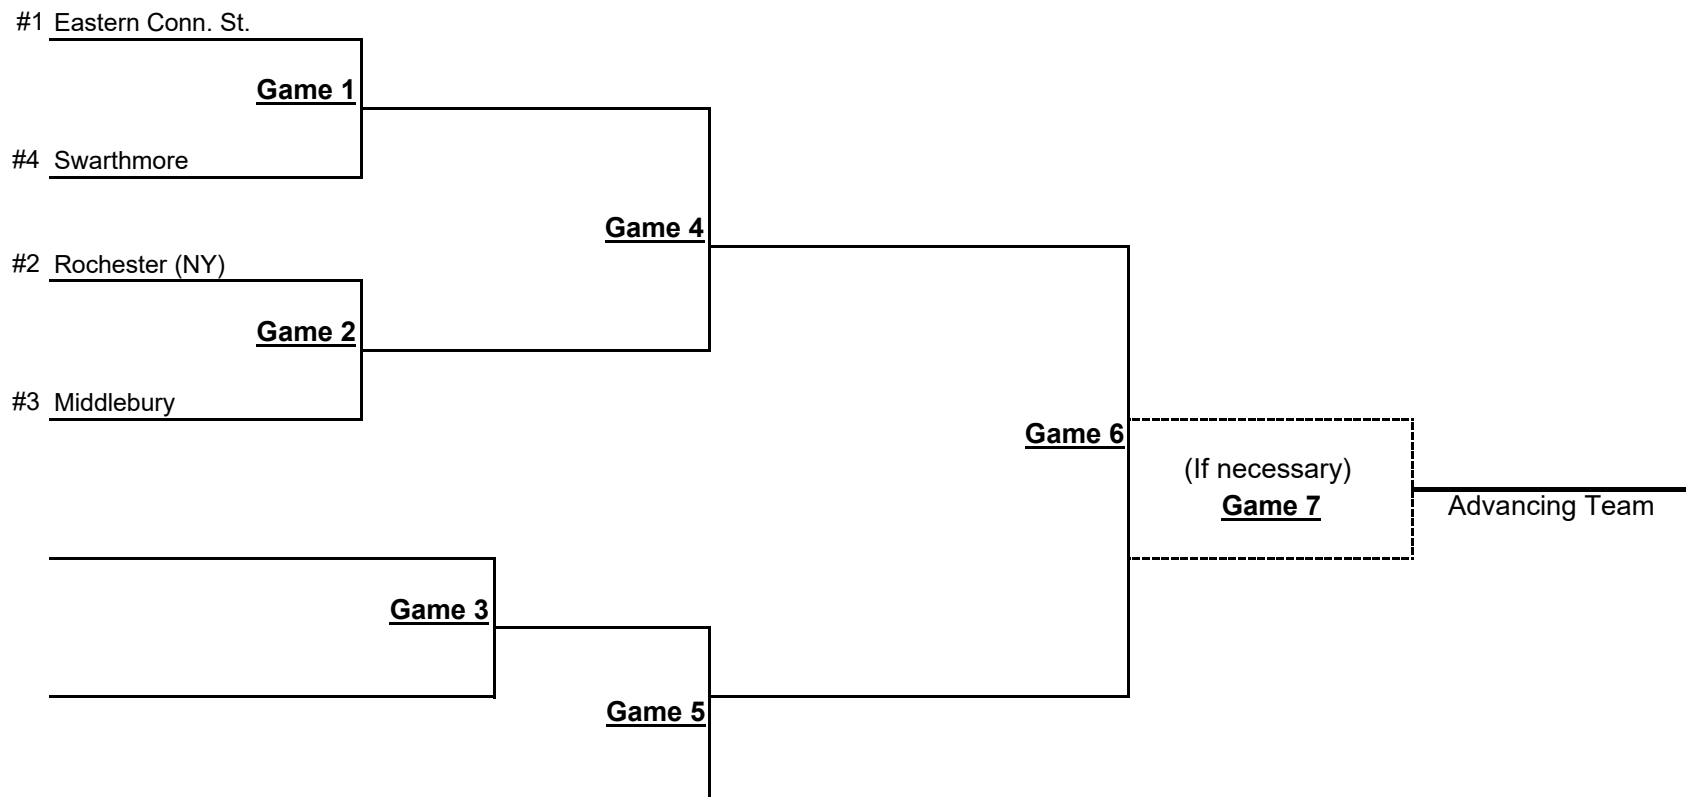 #1 Eastern Conn. St.
Game 1
#4 Swarthmore
Game 4
#2 Rochester (NY)
Game 2
#3 Middlebury
Game 6
(If necessary)
Game 7
Advancing Team
Game 3
Game 5